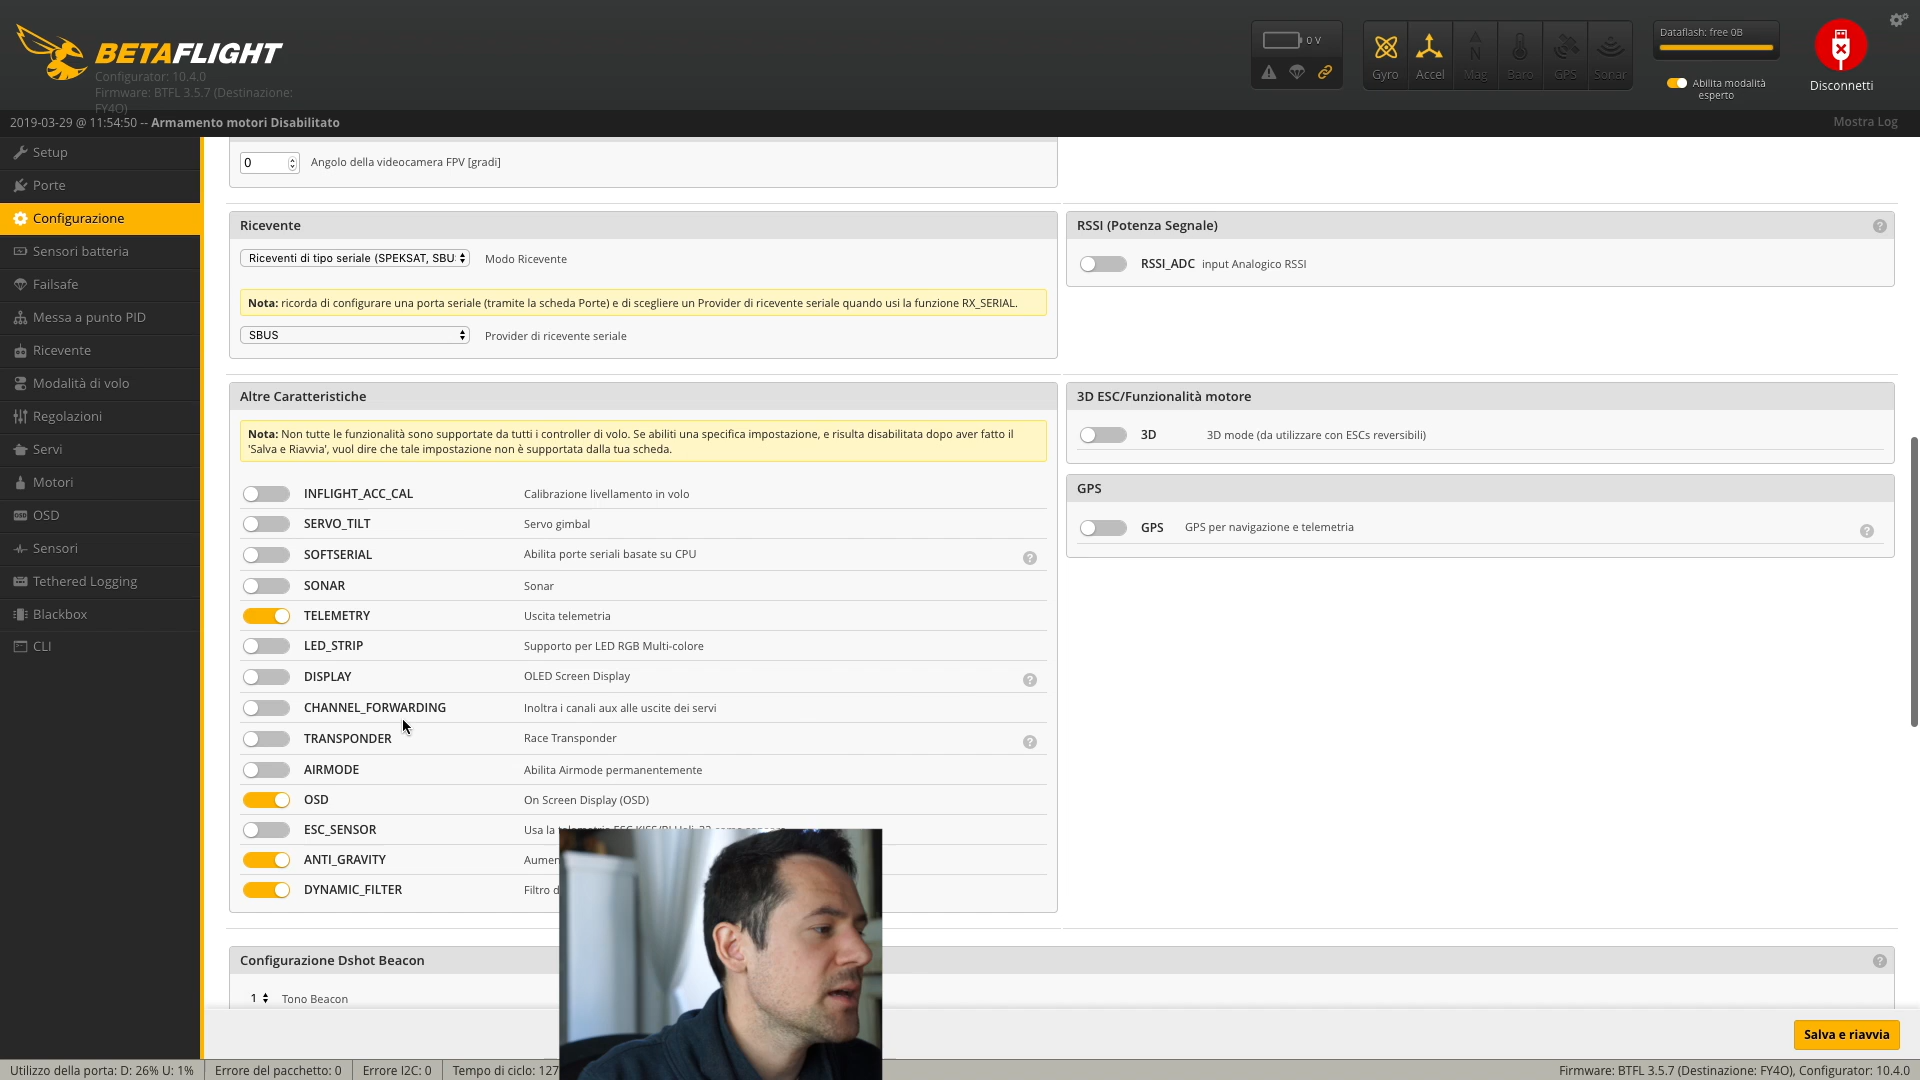 BETAFLIGHT
Configurator: 10.4.0
Firmware: BTFL 3.5.7 (Destinazione:
FY4O)
0 V
Gyro
Accel
Mag
Baro
GPS
Sonar
Dataflash: free 0B
Abilita modalità
esperto
Disconnetti
2019-03-29 @ 11:54:50 -- Armamento motori Disabilitato
Mostra Log
Setup
Porte
Configurazione
Sensori batteria
Failsafe
Messa a punto PID
Ricevente
Modalità di volo
Regolazioni
Servi
Motori
OSD
Sensori
Tethered Logging
Blackbox
CLI
0 Angolo della videocamera FPV [gradi]
Ricevente
Riceventi di tipo seriale (SPEKSAT, SBU Modo Ricevente
Nota: ricorda di configurare una porta seriale (tramite la scheda Porte) e di scegliere un Provider di ricevente seriale quando usi la funzione RX_SERIAL.
SBUS Provider di ricevente seriale
RSSI (Potenza Segnale)
RSSI_ADC input Analogico RSSI
Altre Caratteristiche
Nota: Non tutte le funzionalità sono supportate da tutti i controller di volo. Se abiliti una specifica impostazione, e risulta disabilitata dopo aver fatto il
'Salva e Riavvia', vuol dire che tale impostazione non è supportata dalla tua scheda.
INFLIGHT_ACC_CAL Calibrazione livellamento in volo
SERVO_TILT Servo gimbal
SOFTSERIAL Abilita porte seriali basate su CPU
SONAR Sonar
TELEMETRY Uscita telemetria
LED_STRIP Supporto per LED RGB Multi-colore
DISPLAY OLED Screen Display
CHANNEL_FORWARDING Inoltra i canali aux alle uscite dei servi
TRANSPONDER Race Transponder
AIRMODE Abilita Airmode permanentemente
OSD On Screen Display (OSD)
ESC_SENSOR Usa la
ANTI_GRAVITY Aumen
DYNAMIC_FILTER Filtro d
3D ESC/Funzionalità motore
3D 3D mode (da utilizzare con ESCs reversibili)
GPS
GPS GPS per navigazione e telemetria
Configurazione Dshot Beacon
1 Tono Beacon
Salva e riavvia
Utilizzo della porta: D: 26% U: 1%
Errore del pacchetto: 0
Errore I2C: 0
Tempo di ciclo: 127
Firmware: BTFL 3.5.7 (Destinazione: FY4O), Configurator: 10.4.0